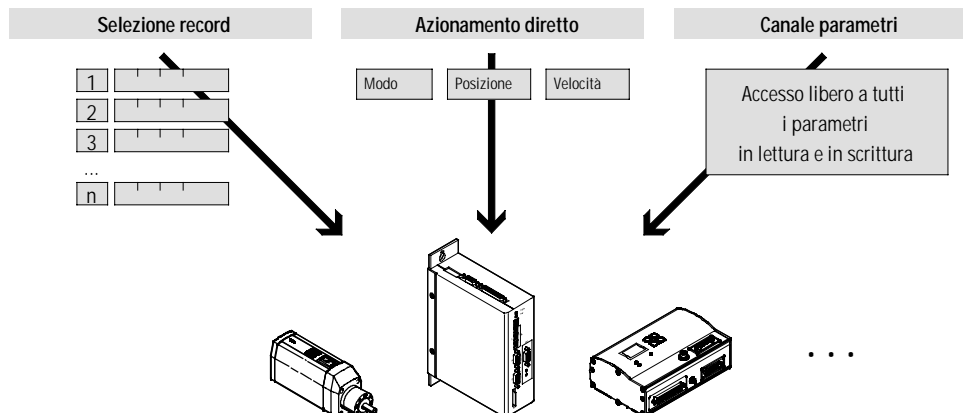 Selezione record
Azionamento diretto
Canale parametri
1
2
3
...
n
Modo
Posizione
Velocità
Accesso libero a tutti
i parametri
in lettura e in scrittura
. . .